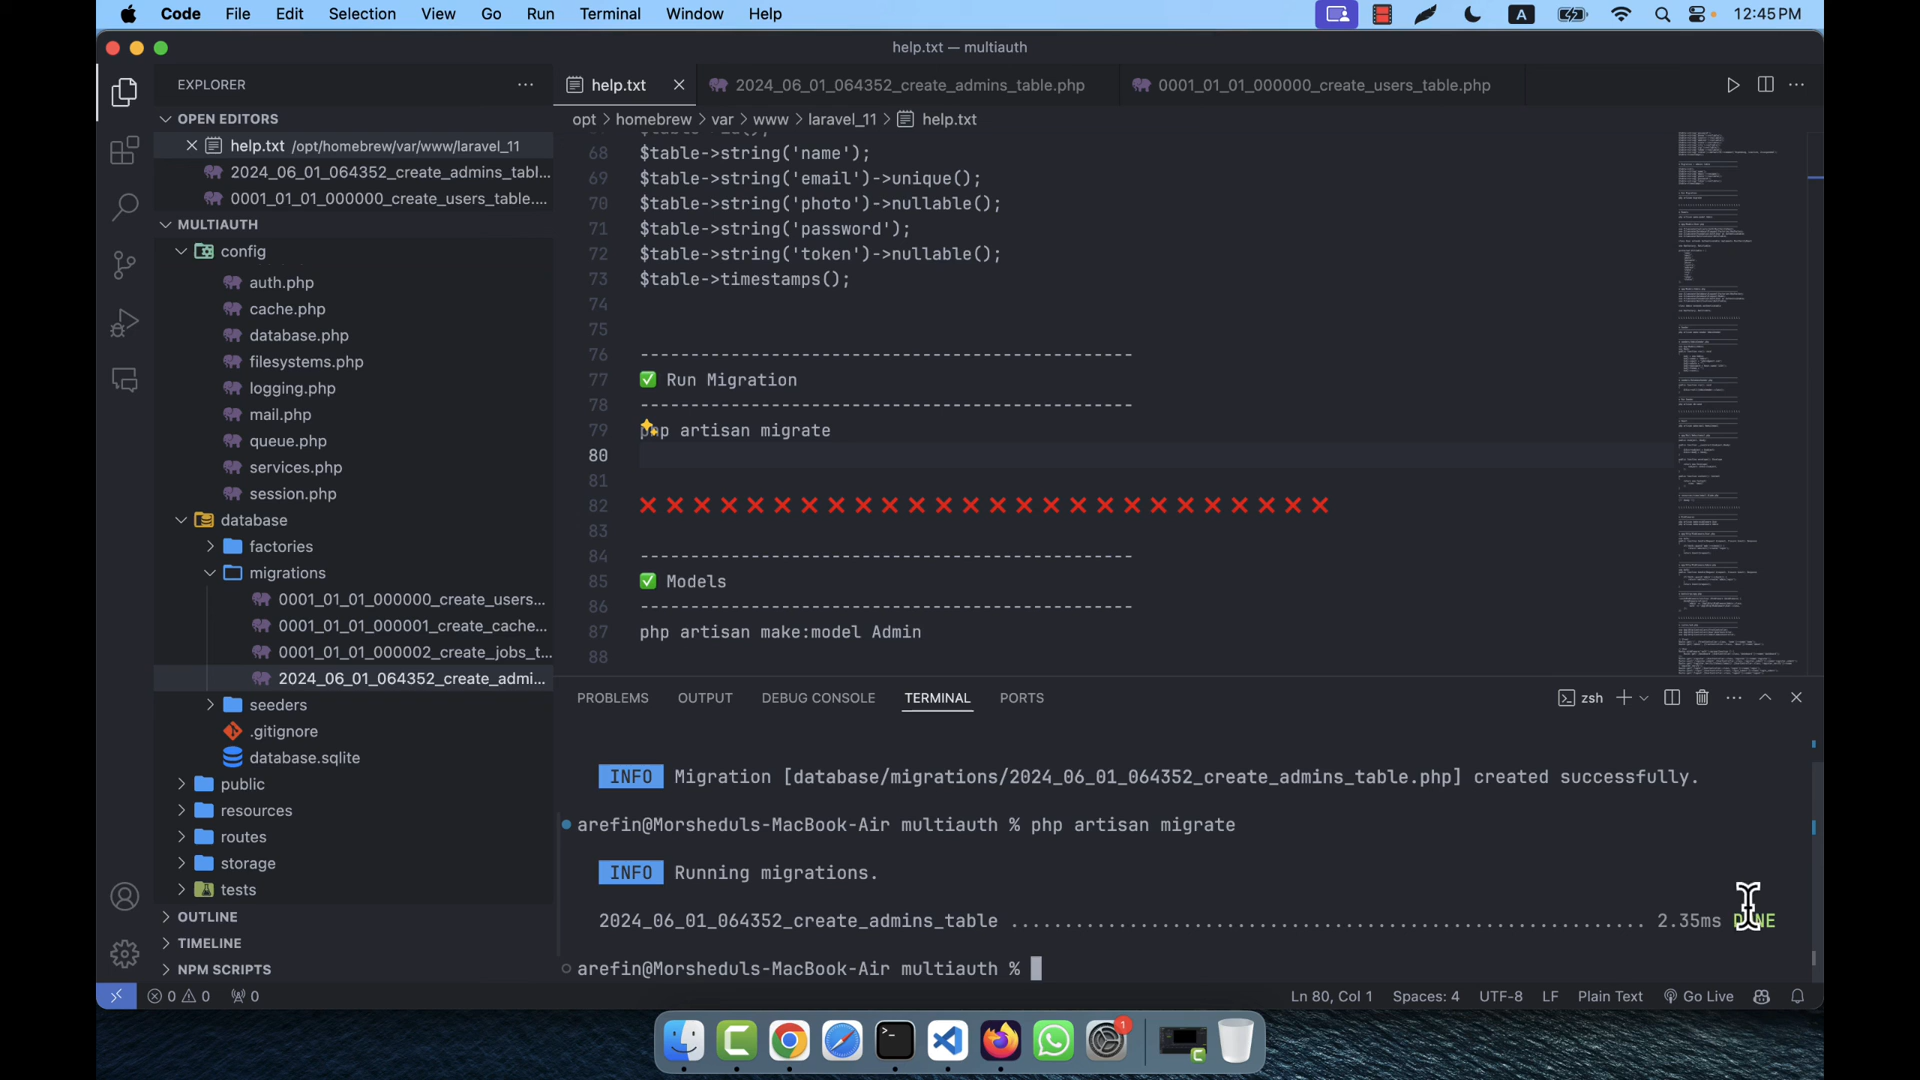 Code File Edit Selection View Go Run Terminal Window Help A 12:45 PM
help.txt — multiauth
EXPLORER
OPEN EDITORS
help.txt /opt/homebrew/var/www/laravel_11
2024_06_01_064352_create_admins_tabl...
0001_01_01_000000_create_users_table....
MULTIAUTH
config
auth.php
cache.php
database.php
filesystems.php
logging.php
mail.php
queue.php
services.php
session.php
database
factories
migrations
0001_01_01_000000_create_users...
0001_01_01_000001_create_cache...
0001_01_01_000002_create_jobs_t...
2024_06_01_064352_create_admi...
seeders
.gitignore
database.sqlite
public
resources
routes
storage
tests
OUTLINE
TIMELINE
NPM SCRIPTS
help.txt 2024_06_01_064352_create_admins_table.php 0001_01_01_000000_create_users_table.php
opt > homebrew > var > www > laravel_11 > help.txt
68 $table->string('name');
69 $table->string('email')->unique();
70 $table->string('photo')->nullable();
71 $table->string('password');
72 $table->string('token')->nullable();
73 $table->timestamps();
74
75
76 -------------------------------------------------------
77 ✅ Run Migration
78 -------------------------------------------------------
79 php artisan migrate
80
81
82 ❌❌❌❌❌❌❌❌❌❌❌❌❌❌❌❌❌❌❌❌❌❌❌❌❌❌
83
84 -------------------------------------------------------
85 ✅ Models
86 -------------------------------------------------------
87 php artisan make:model Admin
88
PROBLEMS OUTPUT DEBUG CONSOLE TERMINAL PORTS zsh
INFO Migration [database/migrations/2024_06_01_064352_create_admins_table.php] created successfully.
arefin@Morsheduls-MacBook-Air multiauth % php artisan migrate
INFO Running migrations.
2024_06_01_064352_create_admins_table ........................................................... 2.35ms DONE
arefin@Morsheduls-MacBook-Air multiauth %
0 0 0 Ln 80, Col 1 Spaces: 4 UTF-8 LF Plain Text Go Live
1